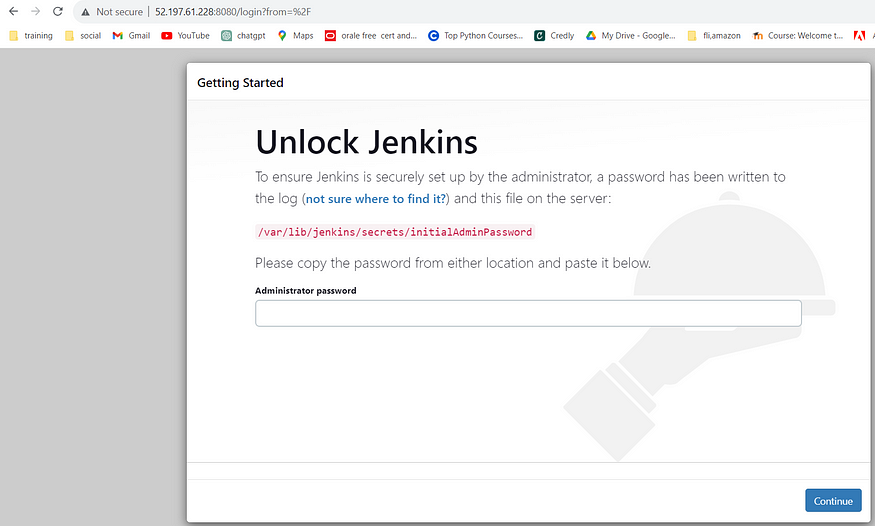 Not secure | 52.197.61.228:8080/login?from=%2F
training social Gmail YouTube chatgpt Maps orale free cert and... Top Python Courses... Credly My Drive - Google... fli,amazon Course: Welcome t...
Getting Started
Unlock Jenkins
To ensure Jenkins is securely set up by the administrator, a password has been written to
the log (not sure where to find it?) and this file on the server:
/var/lib/jenkins/secrets/initialAdminPassword
Please copy the password from either location and paste it below.
Administrator password
Continue